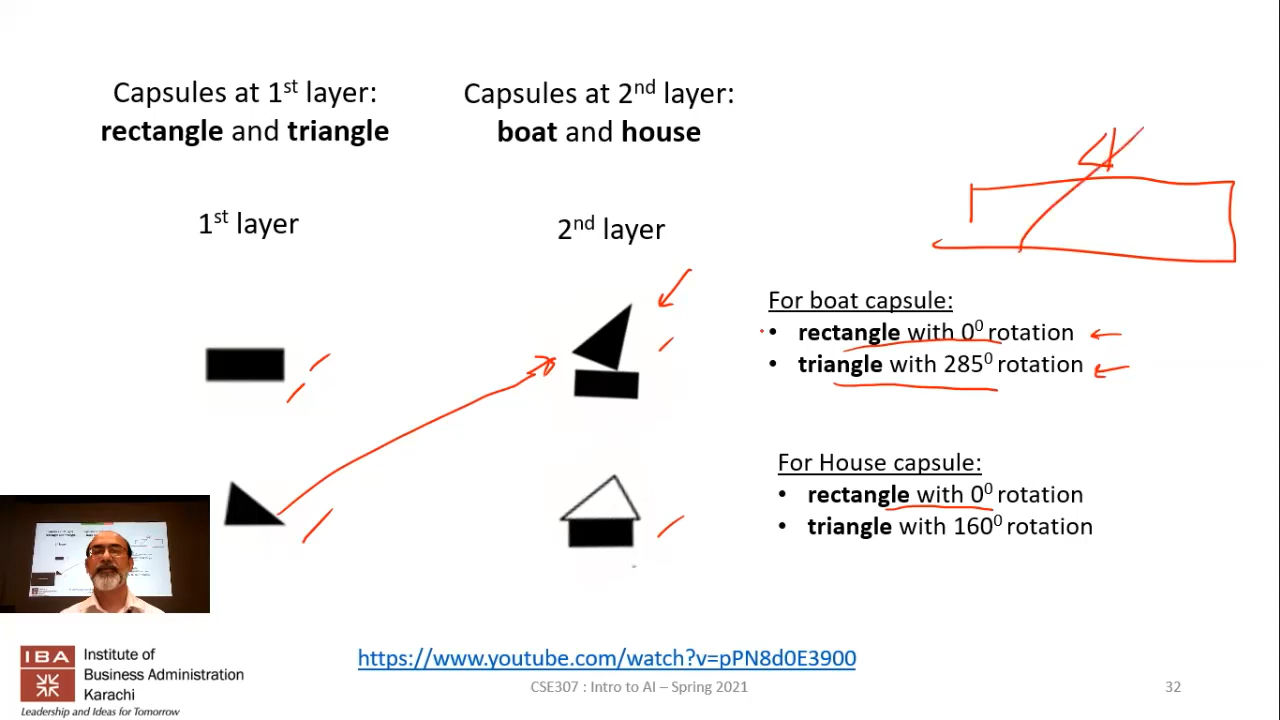 Capsules at 1st layer:
rectangle and triangle
Capsules at 2nd layer:
boat and house
1st layer
2nd layer
For boat capsule:
• rectangle with 0⁰ rotation
• triangle with 285⁰ rotation
For House capsule:
• rectangle with 0⁰ rotation
• triangle with 160⁰ rotation
IBA
Institute of
Business Administration
Karachi
Leadership and Ideas for Tomorrow
https://www.youtube.com/watch?v=pPN8d0E3900
CSE307 : Intro to AI – Spring 2021
32